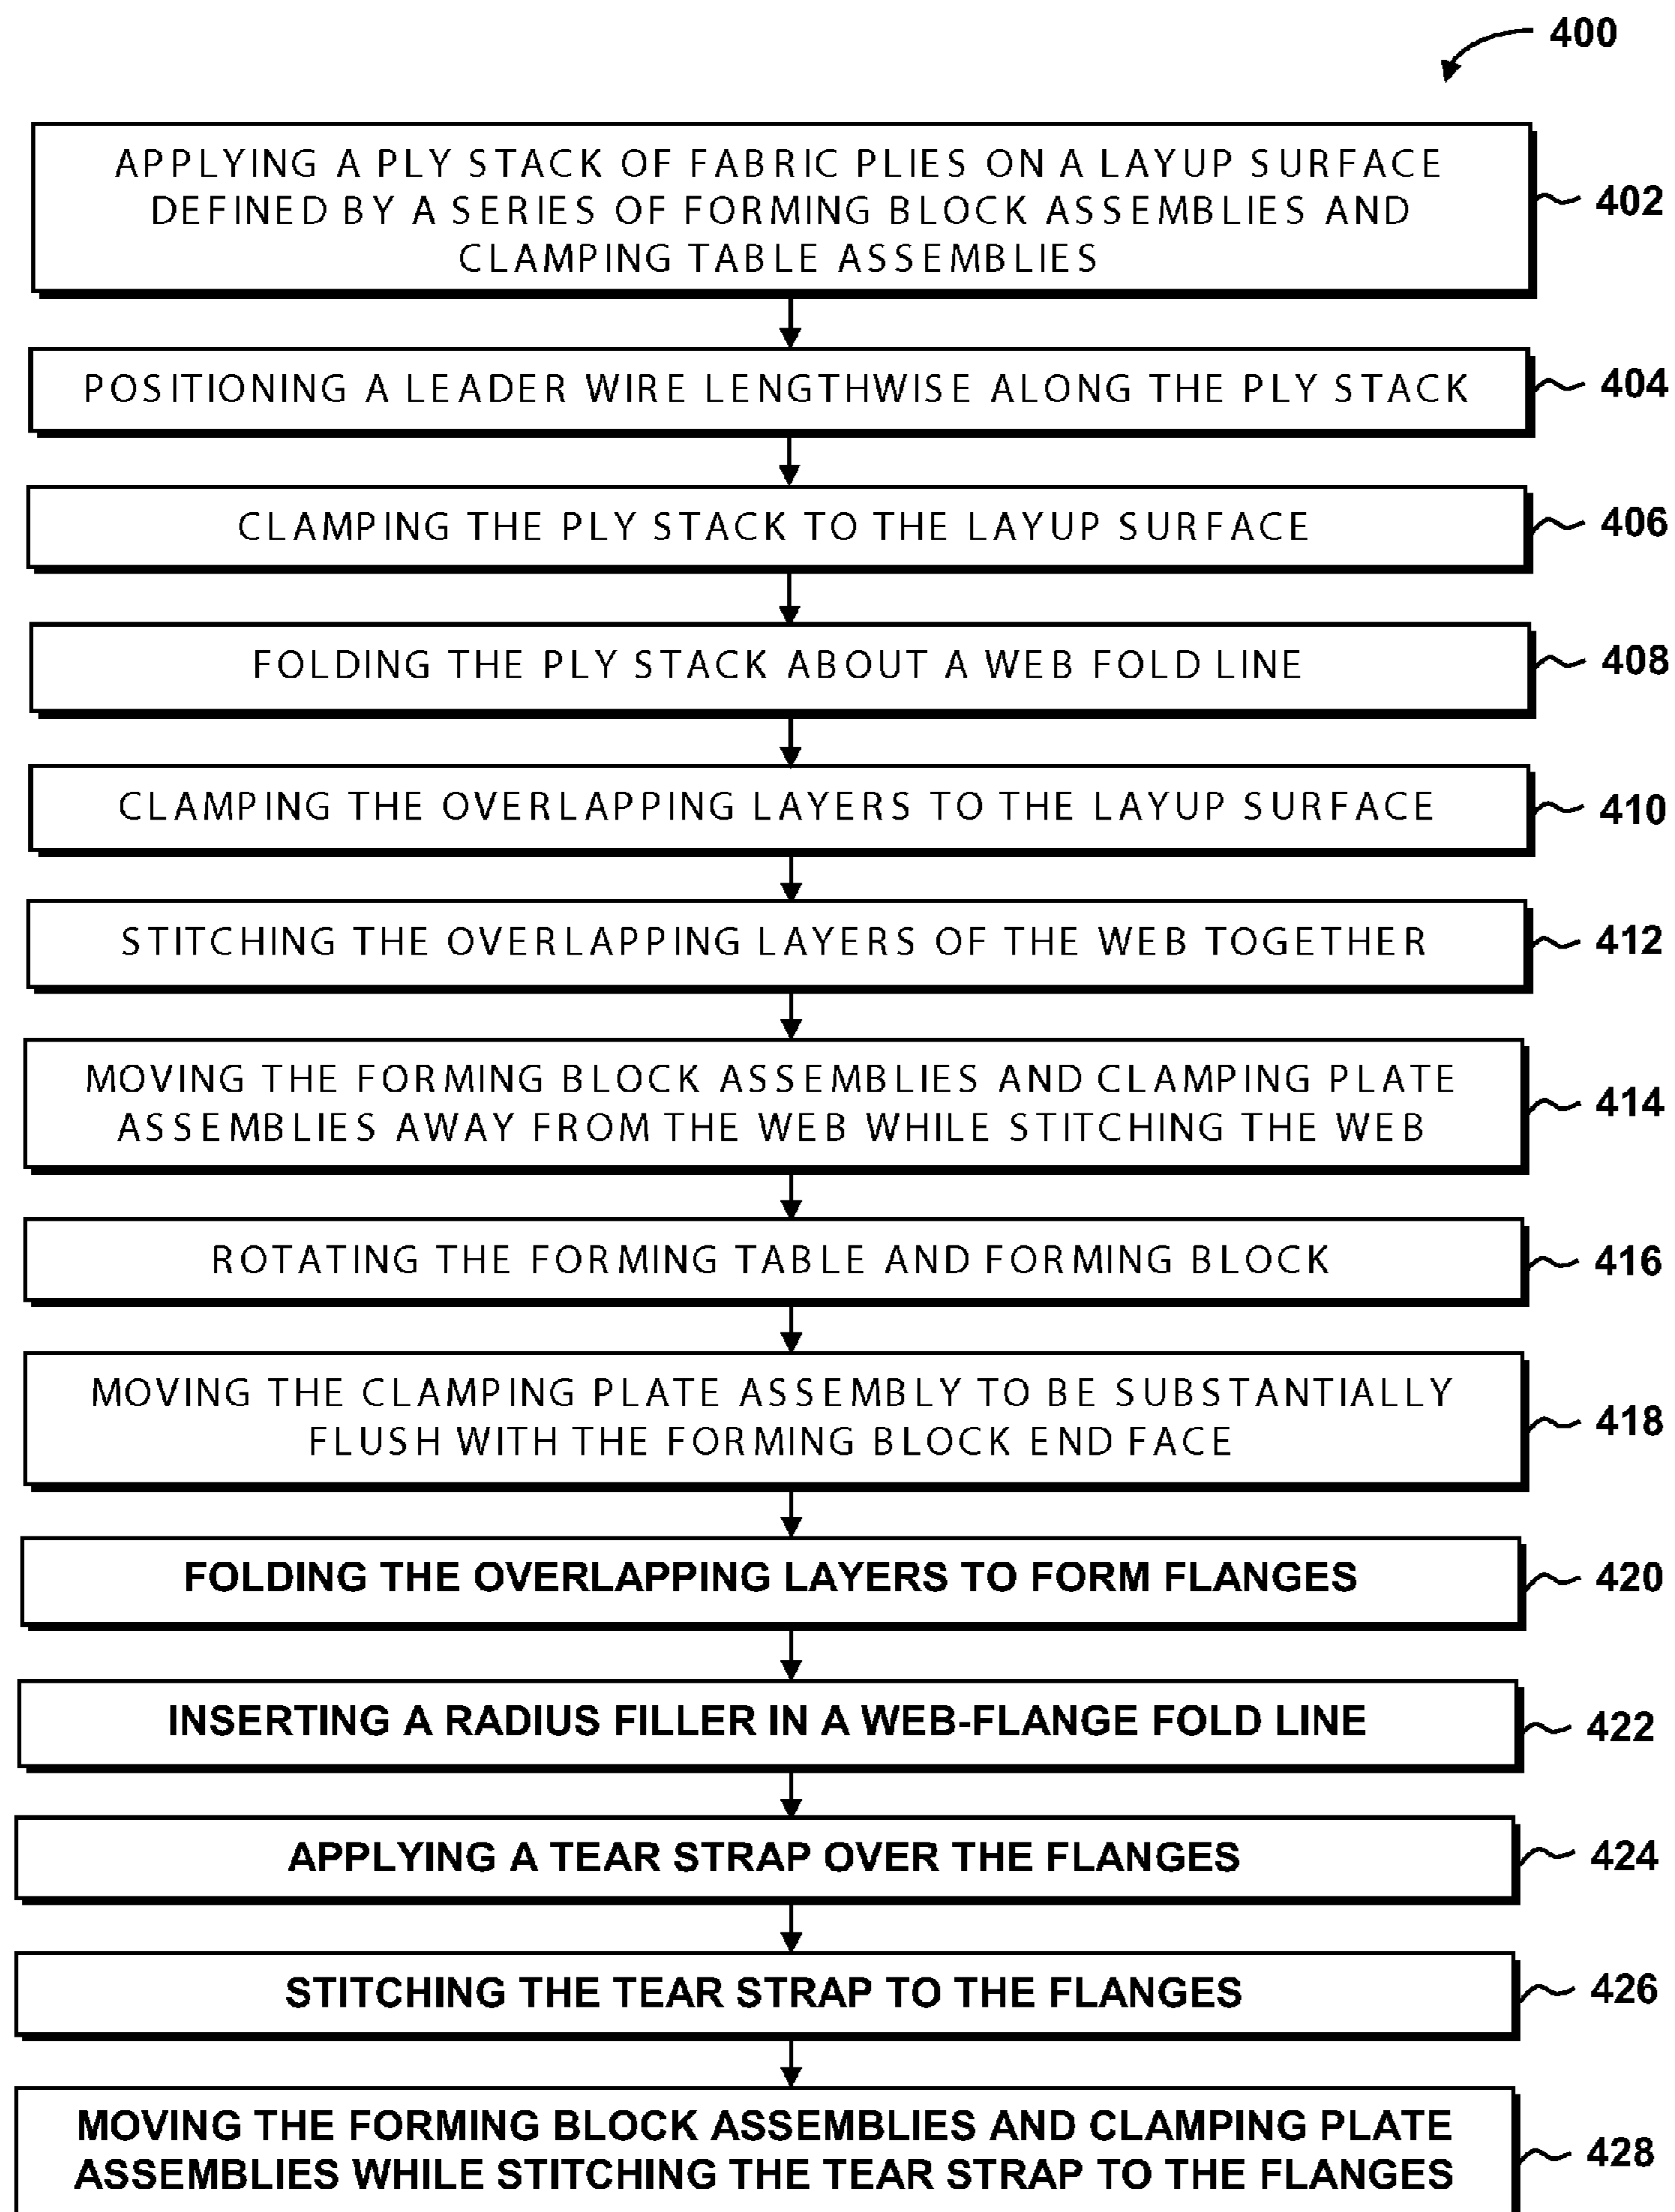 400
APPLYING A PLY STACK OF FABRIC PLIES ON A LAYUP SURFACE
DEFINED BY A SERIES OF FORMING BLOCK ASSEMBLIES AND
CLAMPING TABLE ASSEMBLIES
402
POSITIONING A LEADER WIRE LENGTHWISE ALONG THE PLY STACK
404
CLAMPING THE PLY STACK TO THE LAYUP SURFACE
406
FOLDING THE PLY STACK ABOUT A WEB FOLD LINE
408
CLAMPING THE OVERLAPPING LAYERS TO THE LAYUP SURFACE
410
STITCHING THE OVERLAPPING LAYERS OF THE WEB TOGETHER
412
MOVING THE FORMING BLOCK ASSEMBLIES AND CLAMPING PLATE
ASSEMBLIES AWAY FROM THE WEB WHILE STITCHING THE WEB
414
ROTATING THE FORMING TABLE AND FORMING BLOCK
416
MOVING THE CLAMPING PLATE ASSEMBLY TO BE SUBSTANTIALLY
FLUSH WITH THE FORMING BLOCK END FACE
418
FOLDING THE OVERLAPPING LAYERS TO FORM FLANGES
420
INSERTING A RADIUS FILLER IN A WEB-FLANGE FOLD LINE
422
APPLYING A TEAR STRAP OVER THE FLANGES
424
STITCHING THE TEAR STRAP TO THE FLANGES
426
MOVING THE FORMING BLOCK ASSEMBLIES AND CLAMPING PLATE
ASSEMBLIES WHILE STITCHING THE TEAR STRAP TO THE FLANGES
428